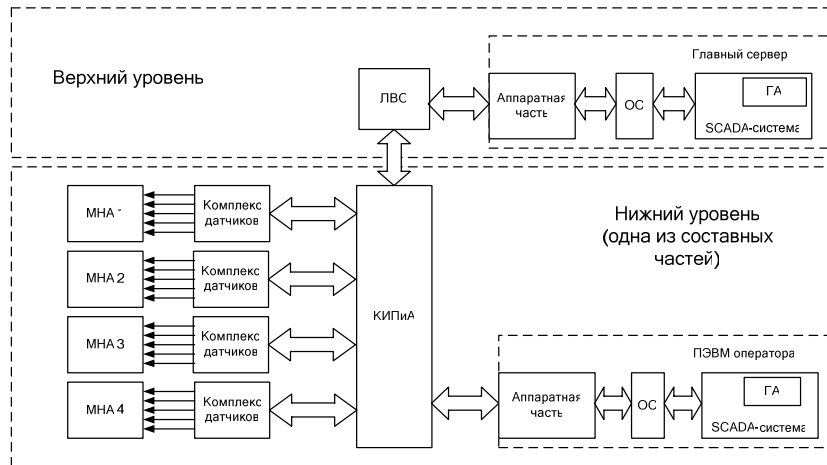 Главный сервер
Верхний уровень
ЛВС
Аппаратная
часть
ОС
ГА
SCADA-система
МНА 1
Комплекс
датчиков
Нижний уровень
(одна из составных
частей)
МНА 2
Комплекс
датчиков
КИПиА
МНА 3
Комплекс
датчиков
ПЭВМ оператора
МНА 4
Комплекс
датчиков
Аппаратная
часть
ОС
ГА
SCADA-система